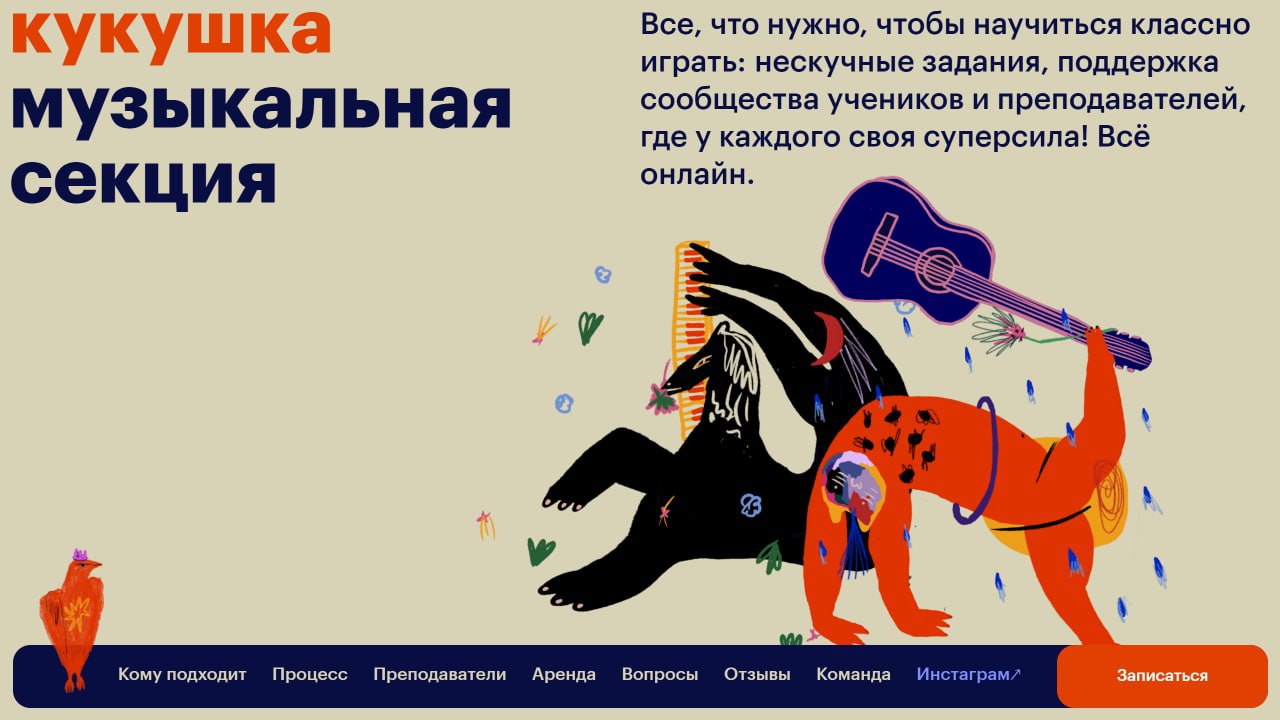 кукушка
музыкальная
секция
Все, что нужно, чтобы научиться классно
играть: нескучные задания, поддержка
сообщества учеников и преподавателей,
где у каждого своя суперсила! Всё
онлайн.
Кому подходит Процесс Преподаватели Аренда Вопросы Отзывы Команда Инстаграм↗ Записаться